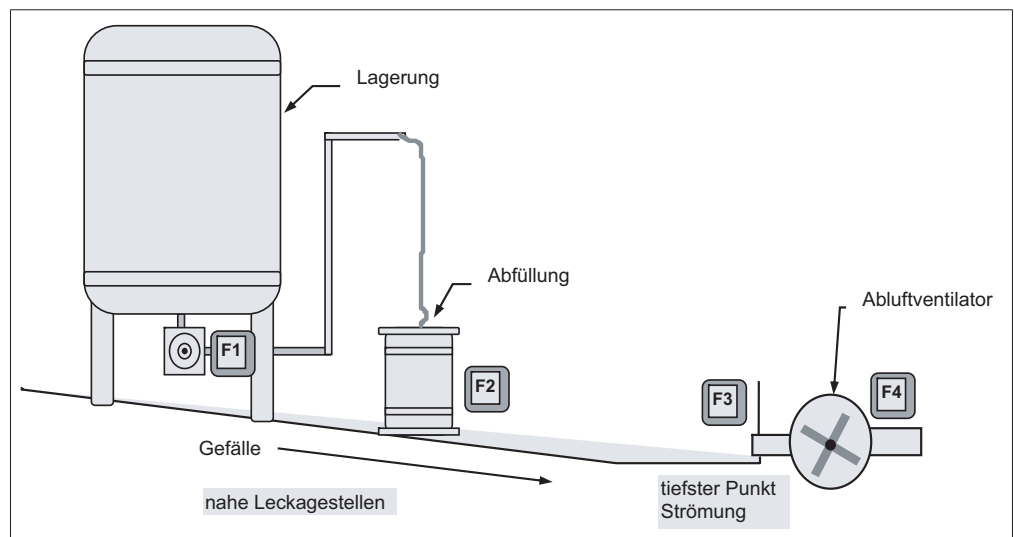 Lagerung
Abfüllung
Abluftventilator
F1
F2
F3
F4
Gefälle
nahe Leckagestellen
tiefster Punkt
Strömung